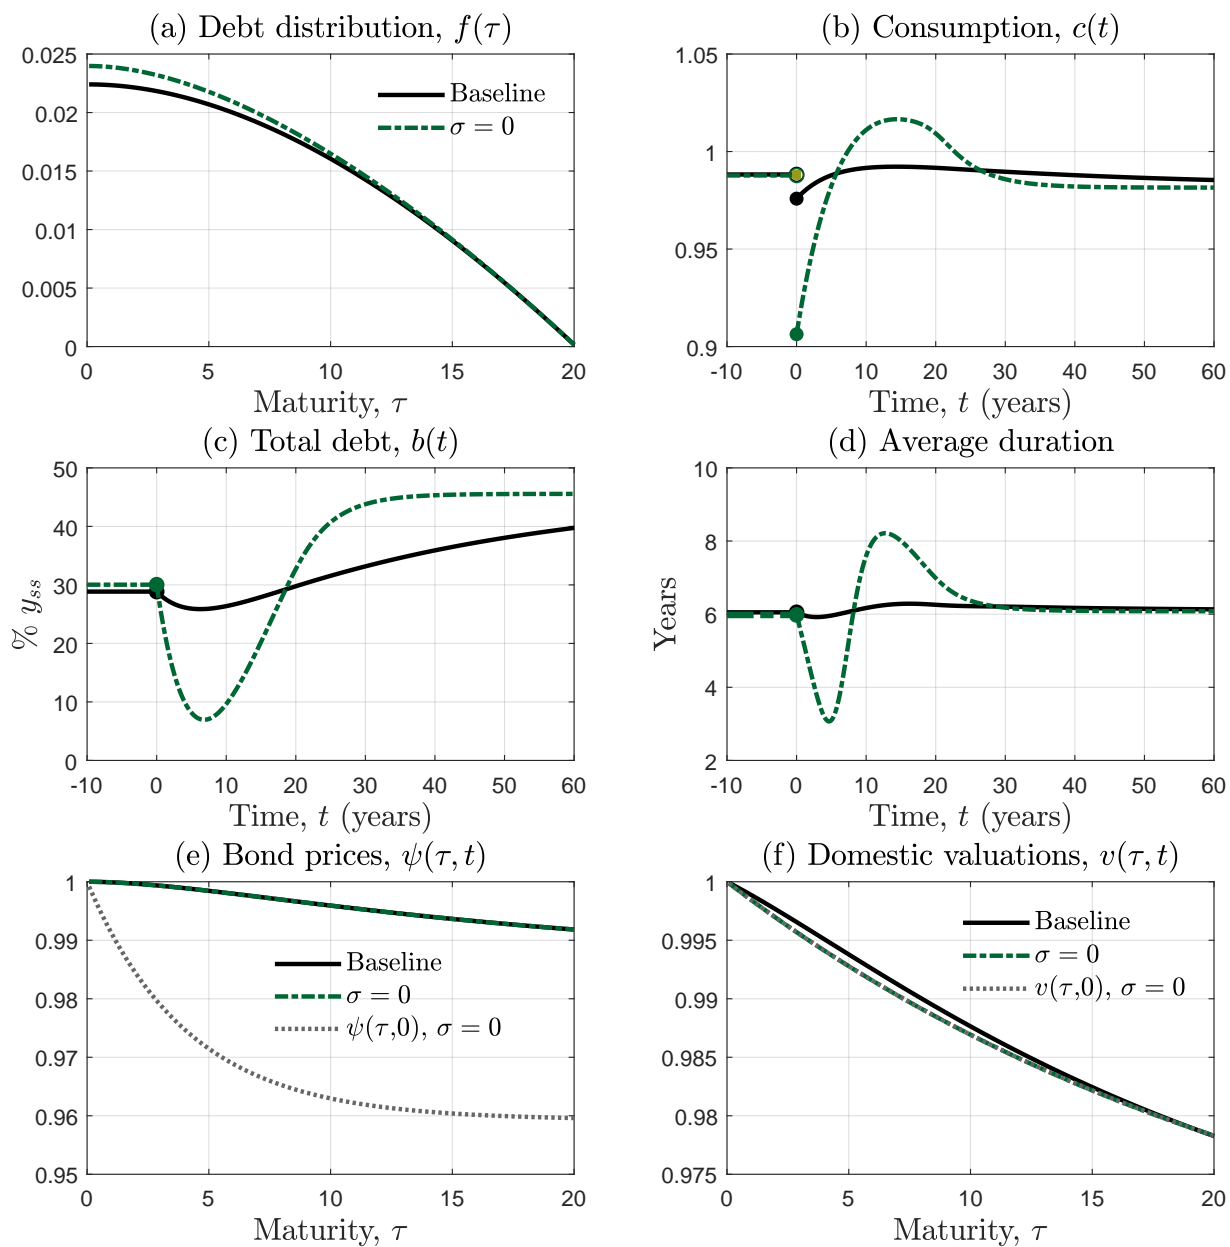 (a) Debt distribution, f(τ)
0.025
0.02
0.015
0.01
0.005
0
0 5 10 15 20
Maturity, τ
Baseline
σ = 0
(b) Consumption, c(t)
1.05
1
0.95
0.9
-10 0 10 20 30 40 50 60
Time, t (years)
(c) Total debt, b(t)
50
40
30
20
10
0
% yss
-10 0 10 20 30 40 50 60
Time, t (years)
(d) Average duration
10
8
6
4
2
Years
-10 0 10 20 30 40 50 60
Time, t (years)
(e) Bond prices, ψ(τ, t)
1
0.99
0.98
0.97
0.96
0.95
Baseline
σ = 0
ψ(τ,0), σ = 0
0 5 10 15 20
Maturity, τ
(f) Domestic valuations, v(τ, t)
1
0.995
0.99
0.985
0.98
0.975
Baseline
σ = 0
v(τ,0), σ = 0
0 5 10 15 20
Maturity, τ